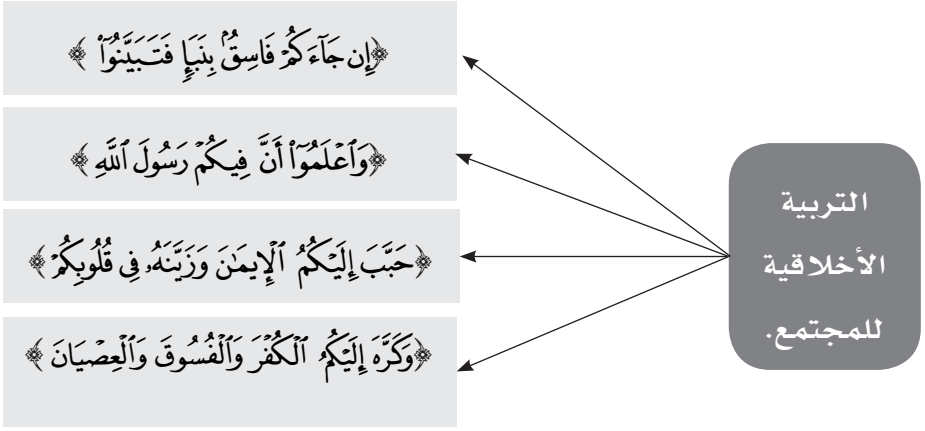 التربية
الأخلاقية
للمجتمع.
﴿إِن جَآءَكُمۡ فَاسِقُۢ بِنَبَإٖ فَتَبَيَّنُوٓاْ ﴾
﴿وَٱعۡلَمُوٓاْ أَنَّ فِيكُمۡ رَسُولَ ٱللَّهِ ﴾
﴿حَبَّبَ إِلَيۡكُمُ ٱلۡإِيمَٰنَ وَزَيَّنَهُۥ فِي قُلُوبِكُمۡ ﴾
﴿وَكَرَّهَ إِلَيۡكُمُ ٱلۡكُفۡرَ وَٱلۡفُسُوقَ وَٱلۡعِصۡيَانَ ﴾